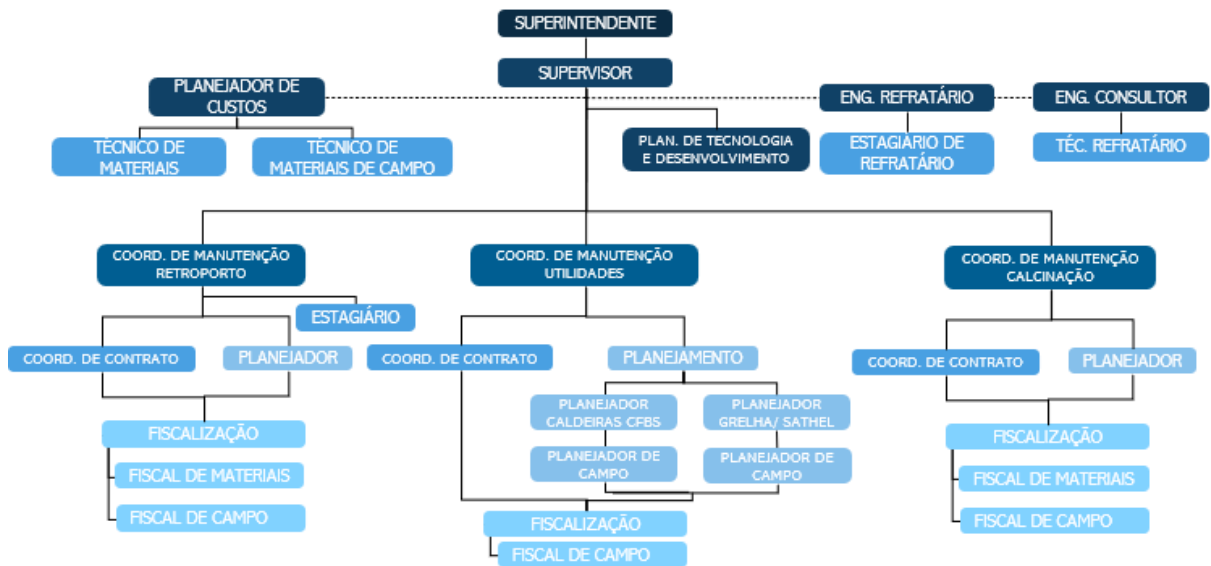 SUPERINTENDENTE
SUPERVISOR
PLANEJADOR DE
CUSTOS
ENG. REFRATÁRIO
ENG. CONSULTOR
TÉCNICO DE
MATERIAIS
TÉCNICO DE
MATERIAIS DE CAMPO
PLAN. DE TECNOLOGIA
E DESENVOLVIMENTO
ESTAGIÁRIO DE
REFRATÁRIO
TÉC. REFRATÁRIO
COORD. DE MANUTENÇÃO
RETROPORTO
COORD. DE MANUTENÇÃO
UTILIDADES
COORD. DE MANUTENÇÃO
CALCINAÇÃO
ESTAGIÁRIO
COORD. DE CONTRATO
PLANEJADOR
COORD. DE CONTRATO
PLANEJAMENTO
COORD. DE CONTRATO
PLANEJADOR
PLANEJADOR
CALDEIRAS CFBS
PLANEJADOR
GRELHA/ SATHEL
PLANEJADOR DE
CAMPO
PLANEJADOR DE
CAMPO
FISCALIZAÇÃO
FISCAL DE MATERIAIS
FISCAL DE CAMPO
FISCALIZAÇÃO
FISCAL DE CAMPO
FISCALIZAÇÃO
FISCAL DE MATERIAIS
FISCAL DE CAMPO